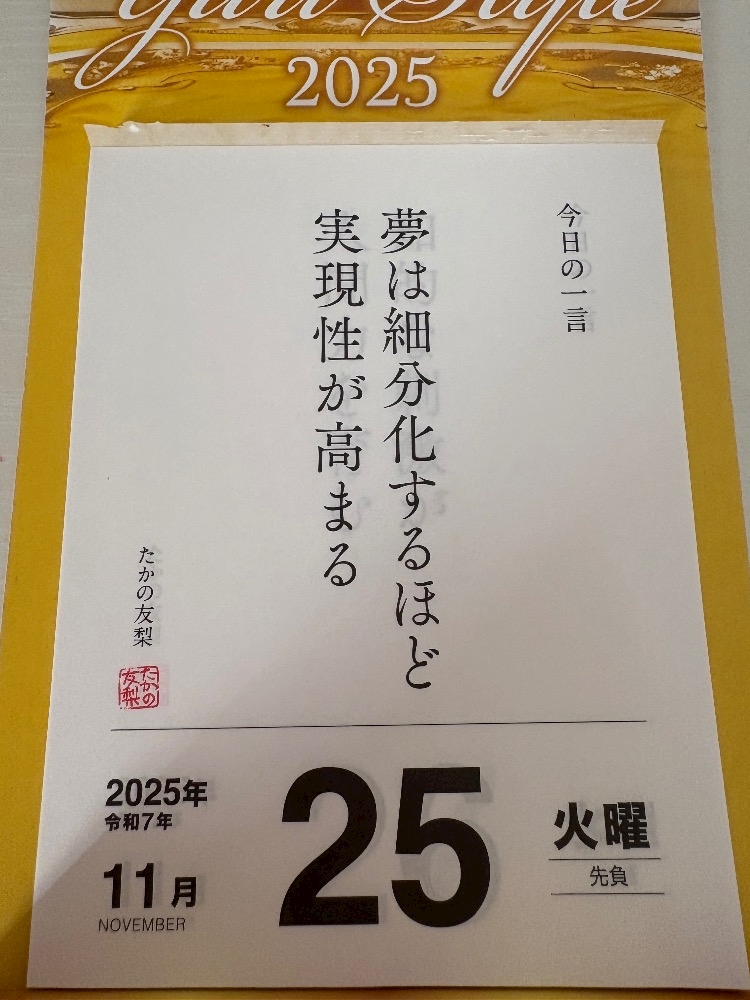 Yuri Style
2025
今日の一言
夢は細分化するほど
実現性が高まる
たかの友梨
たかの
友梨
2025年
令和7年
11月
NOVEMBER
25
火曜
先負